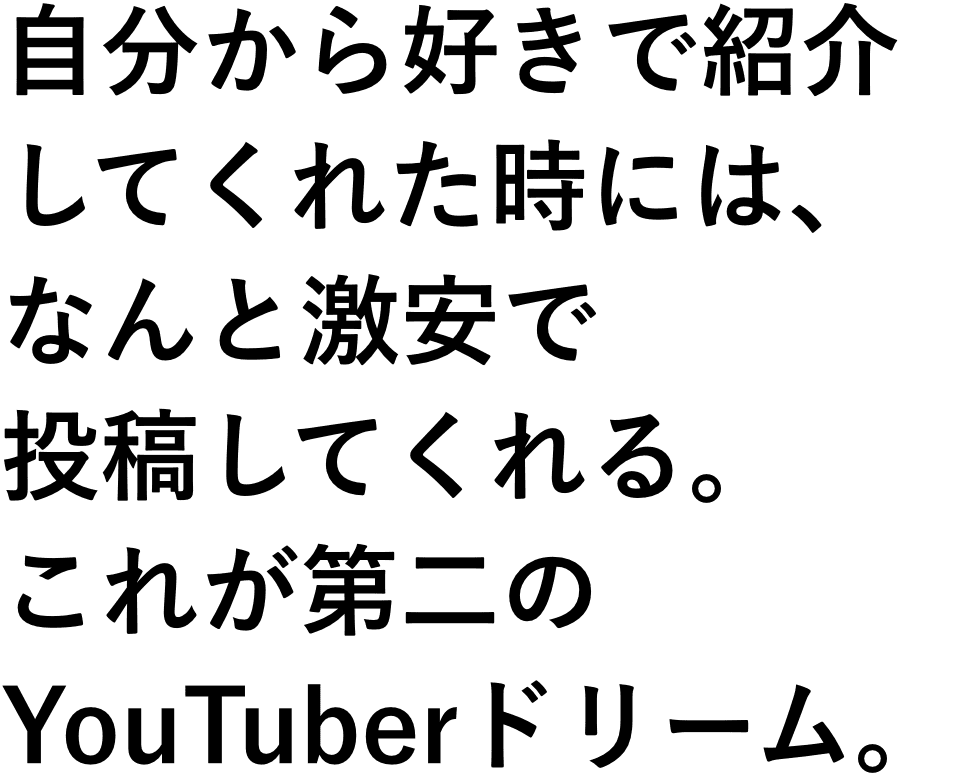 自分から好きで紹介
してくれた時には、
なんと激安で
投稿してくれる。
これが第二の
YouTuberドリーム。